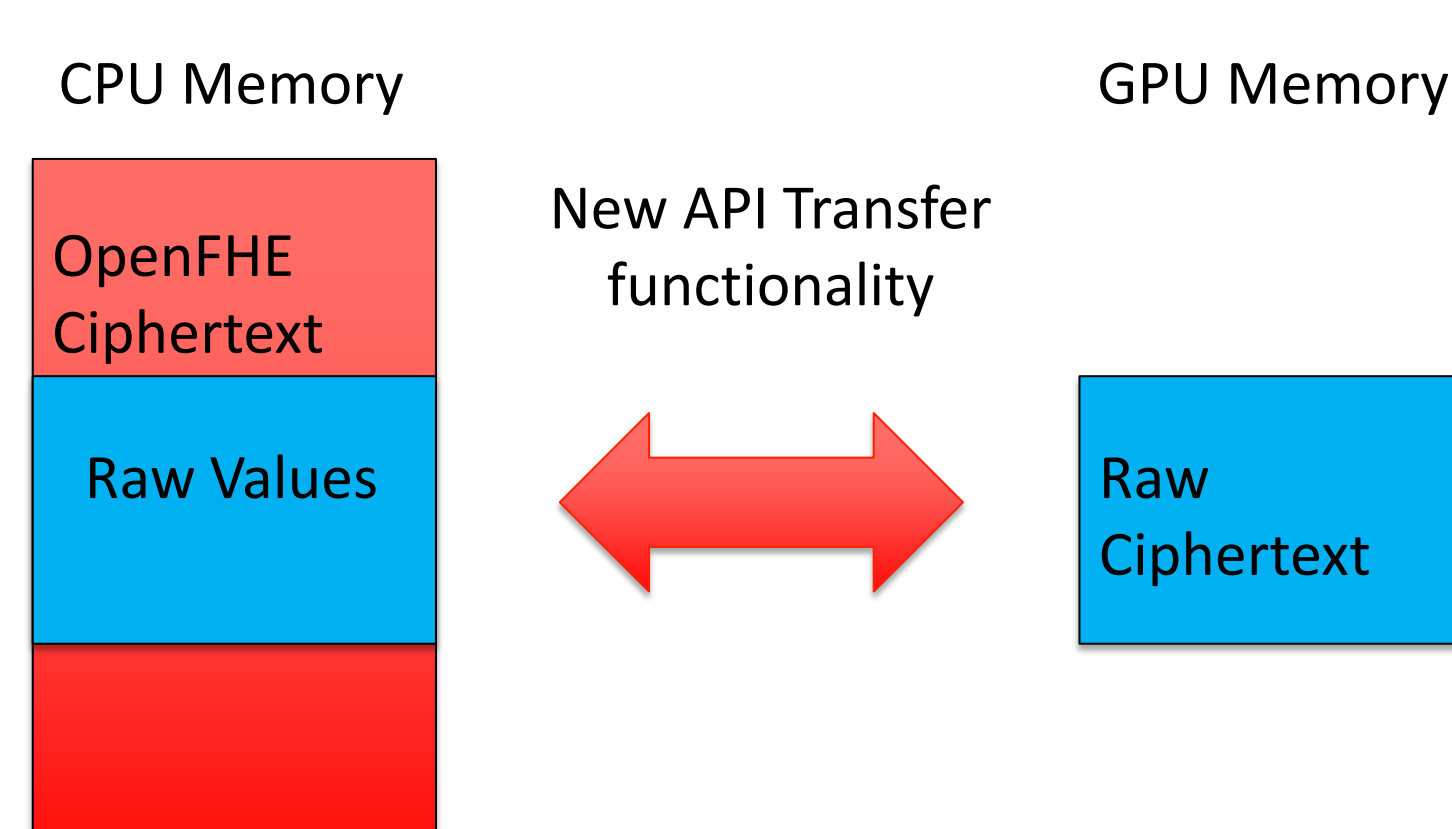 CPU Memory
GPU Memory
New API Transfer
functionality
OpenFHE
Ciphertext
Raw Values
Raw
Ciphertext